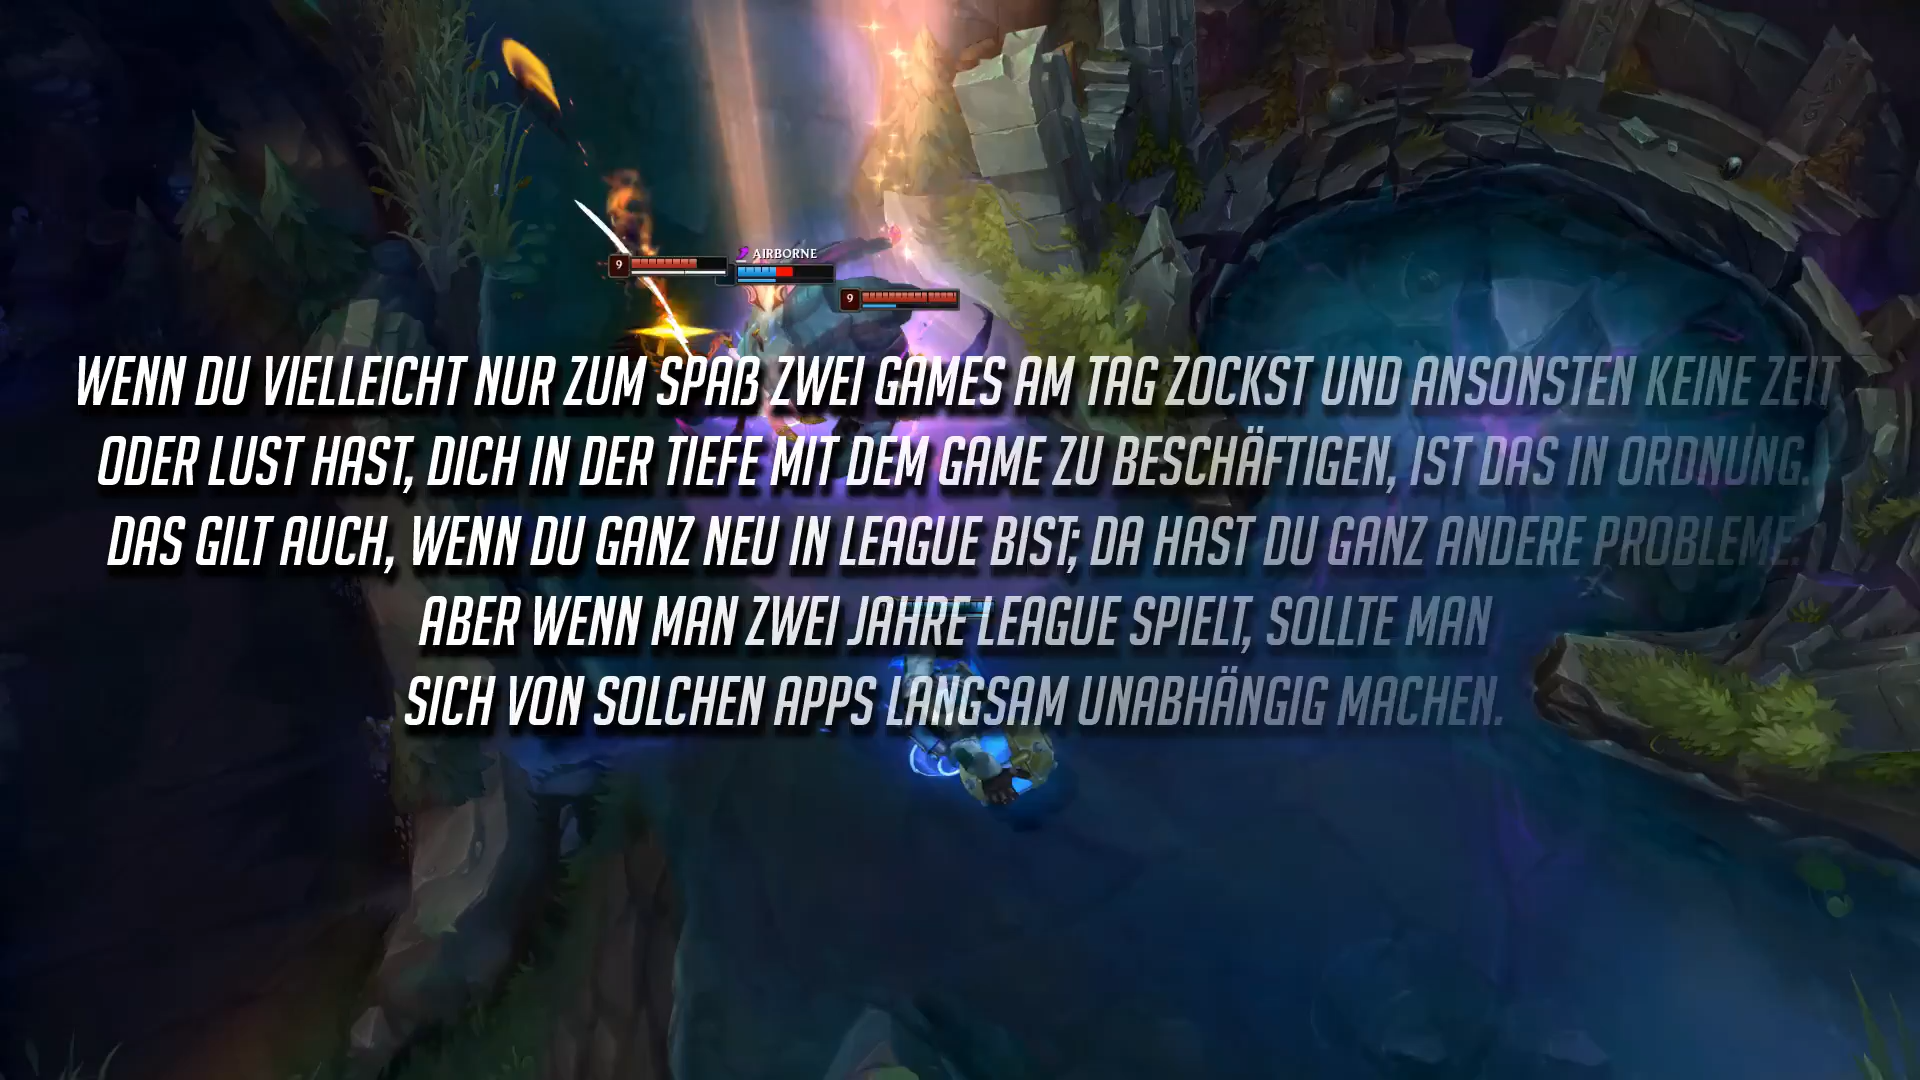 9
AIRBORNE
9
WENN DU VIELLEICHT NUR ZUM SPAß ZWEI GAMES AM TAG ZOCKST UND ANSONSTEN KEINE ZEIT
ODER LUST HAST, DICH IN DER TIEFE MIT DEM GAME ZU BESCHÄFTIGEN, IST DAS IN ORDNUNG.
DAS GILT AUCH, WENN DU GANZ NEU IN LEAGUE BIST; DA HAST DU GANZ ANDERE PROBLEME.
ABER WENN MAN ZWEI JAHRE LEAGUE SPIELT, SOLLTE MAN
SICH VON SOLCHEN APPS LANGSAM UNABHÄNGIG MACHEN.